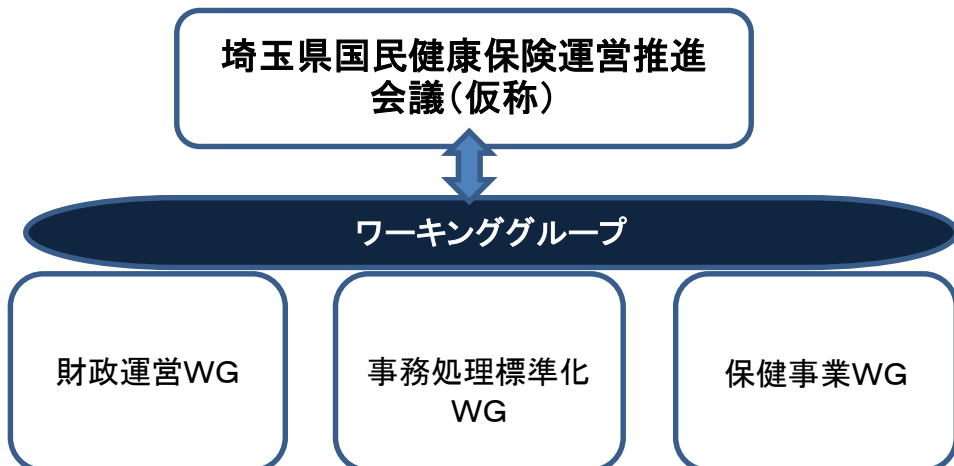 埼玉県国民健康保険運営推進
会議（仮称）
ワーキンググループ
財政運営ＷＧ
事務処理標準化
ＷＧ
保健事業ＷＧ